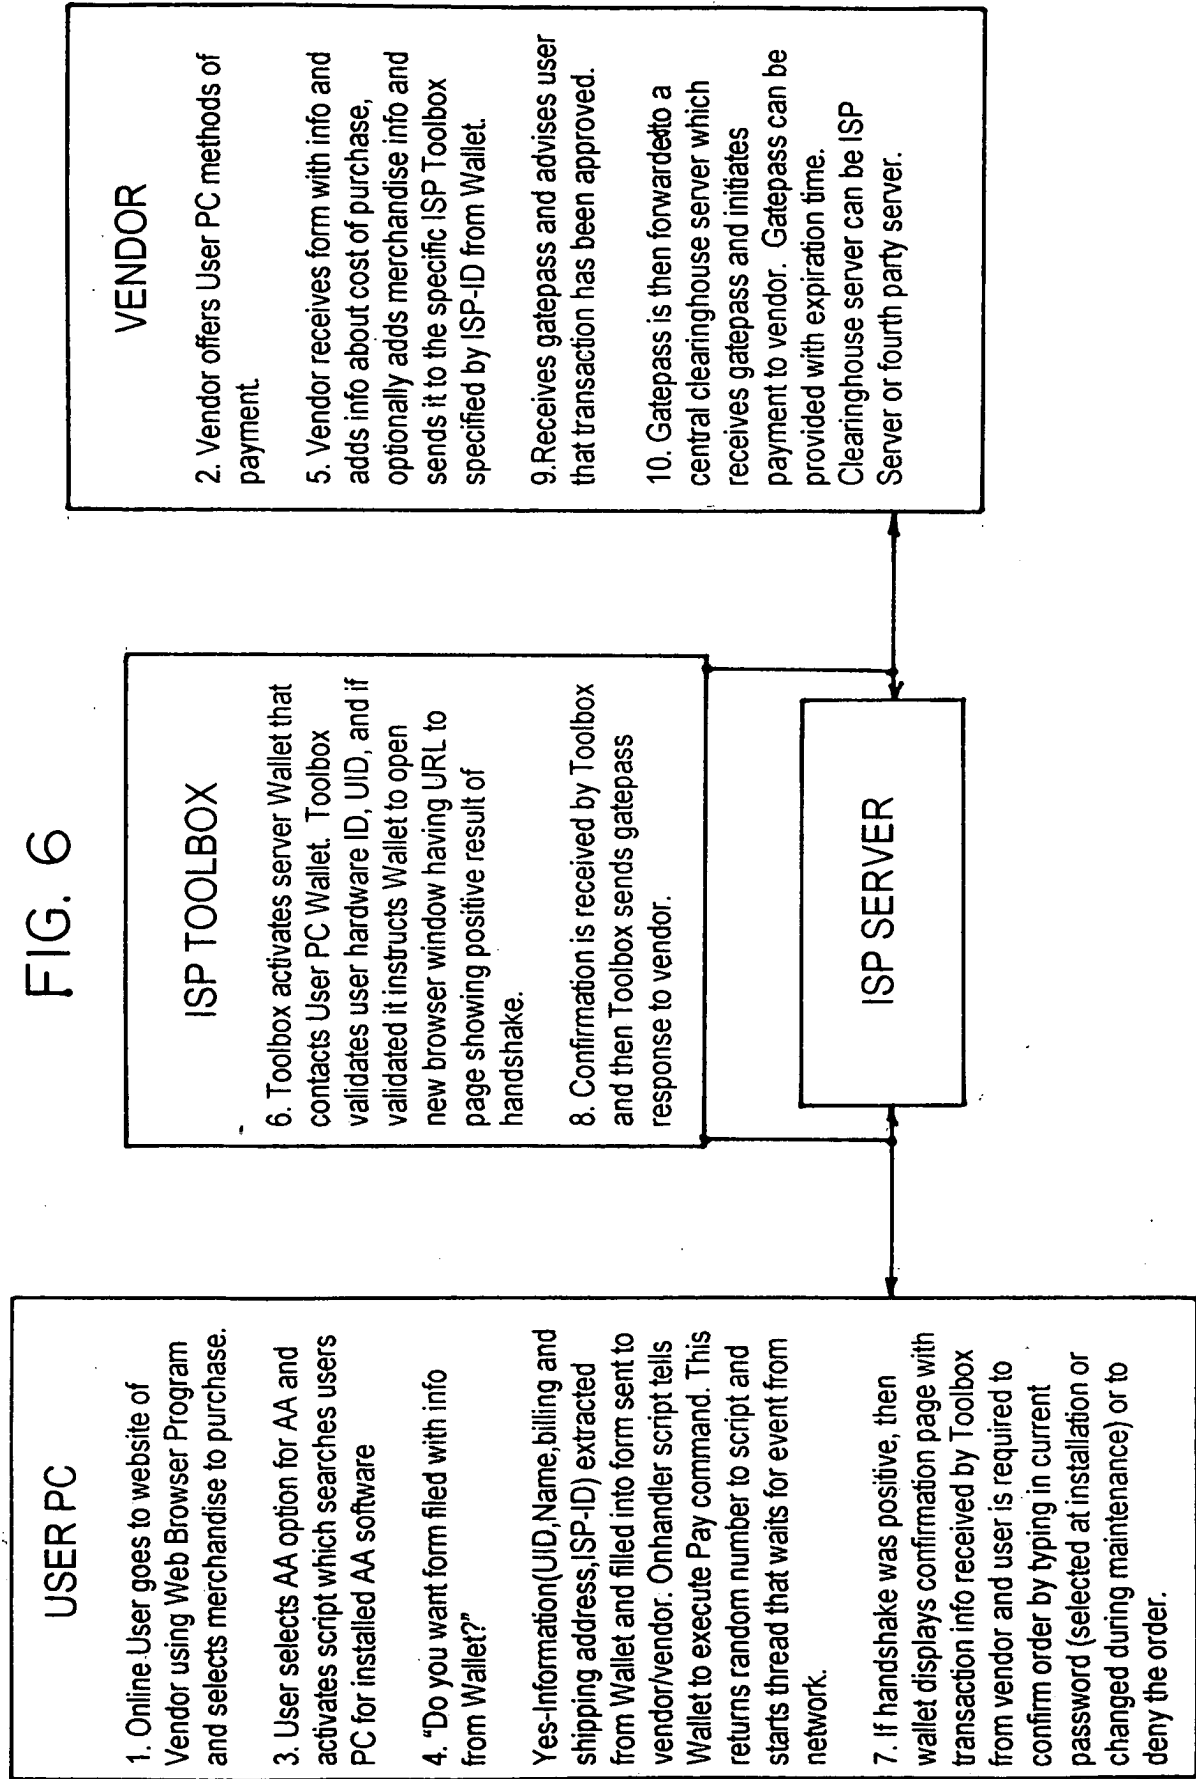 FIG. 6
USER PC
1. Online User goes to website of
Vendor using Web Browser Program
and selects merchandise to purchase.
3. User selects AA option for AA and
activates script which searches users
PC for installed AA software
4. "Do you want form filed with info
from Wallet?"
Yes-Information(UID,Name,billing and
shipping address,ISP-ID) extracted
from Wallet and filled into form sent to
vendor/vendor. Onhandler script tells
Wallet to execute Pay command. This
returns random number to script and
starts thread that waits for event from
network.
7. If handshake was positive, then
wallet displays confirmation page with
transaction info received by Toolbox
from vendor and user is required to
confirm order by typing in current
password (selected at installation or
changed during maintenance) or to
deny the order.
ISP TOOLBOX
6. Toolbox activates server Wallet that
contacts User PC Wallet. Toolbox
validates user hardware ID, UID, and if
validated it instructs Wallet to open
new browser window having URL to
page showing positive result of
handshake.
8. Confirmation is received by Toolbox
and then Toolbox sends gatepass
response to vendor.
ISP SERVER
VENDOR
2. Vendor offers User PC methods of
payment.
5. Vendor receives form with info and
adds info about cost of purchase,
optionally adds merchandise info and
sends it to the specific ISP Toolbox
specified by ISP-ID from Wallet.
9.Receives gatepass and advises user
that transaction has been approved.
10. Gatepass is then forwarded to a
central clearinghouse server which
receives gatepass and initiates
payment to vendor. Gatepass can be
provided with expiration time.
Clearinghouse server can be ISP
Server or fourth party server.